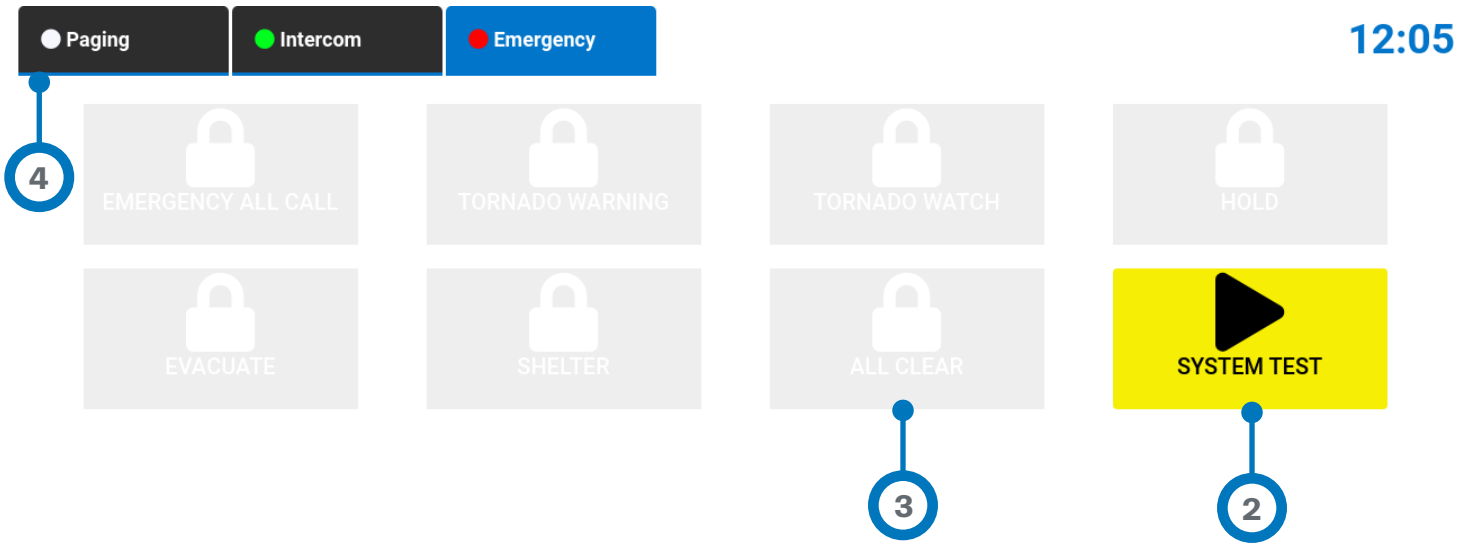 Paging
Intercom
Emergency
12:05
4
EMERGENCY ALL CALL
TORNADO WARNING
TORNADO WATCH
HOLD
EVACUATE
SHELTER
ALL CLEAR
SYSTEM TEST
3
2